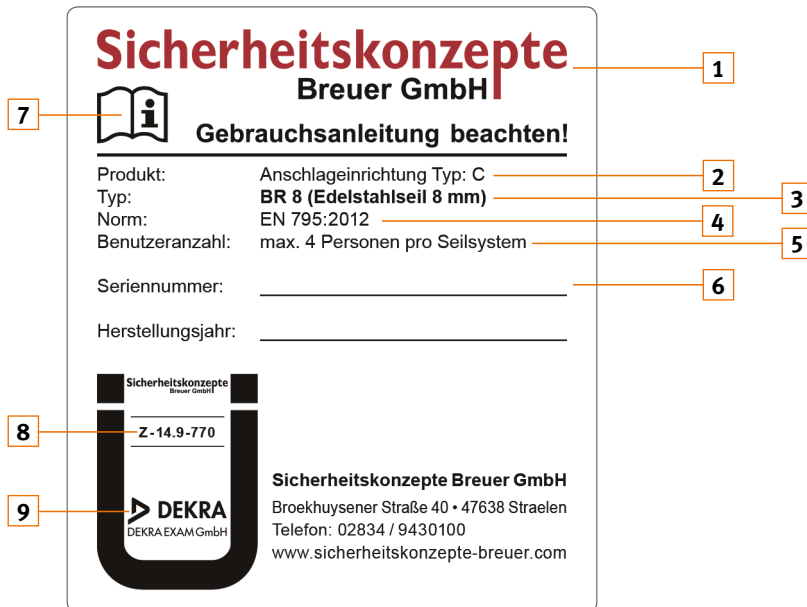 Sicherheitskonzepte
Breuer GmbH
1
7
Gebrauchsanleitung beachten!
Produkt: Anschlageinrichtung Typ: C
2
Typ: BR 8 (Edelstahlseil 8 mm)
3
Norm: EN 795:2012
4
Benutzeranzahl: max. 4 Personen pro Seilsystem
5
Seriennummer:
6
Herstellungsjahr:
Sicherheitskonzepte
Breuer GmbH
8
Z-14.9-770
9
DEKRA
DEKRA EXAM GmbH
Sicherheitskonzepte Breuer GmbH
Broekhuysener Straße 40 • 47638 Straelen
Telefon: 02834 / 9430100
www.sicherheitskonzepte-breuer.com